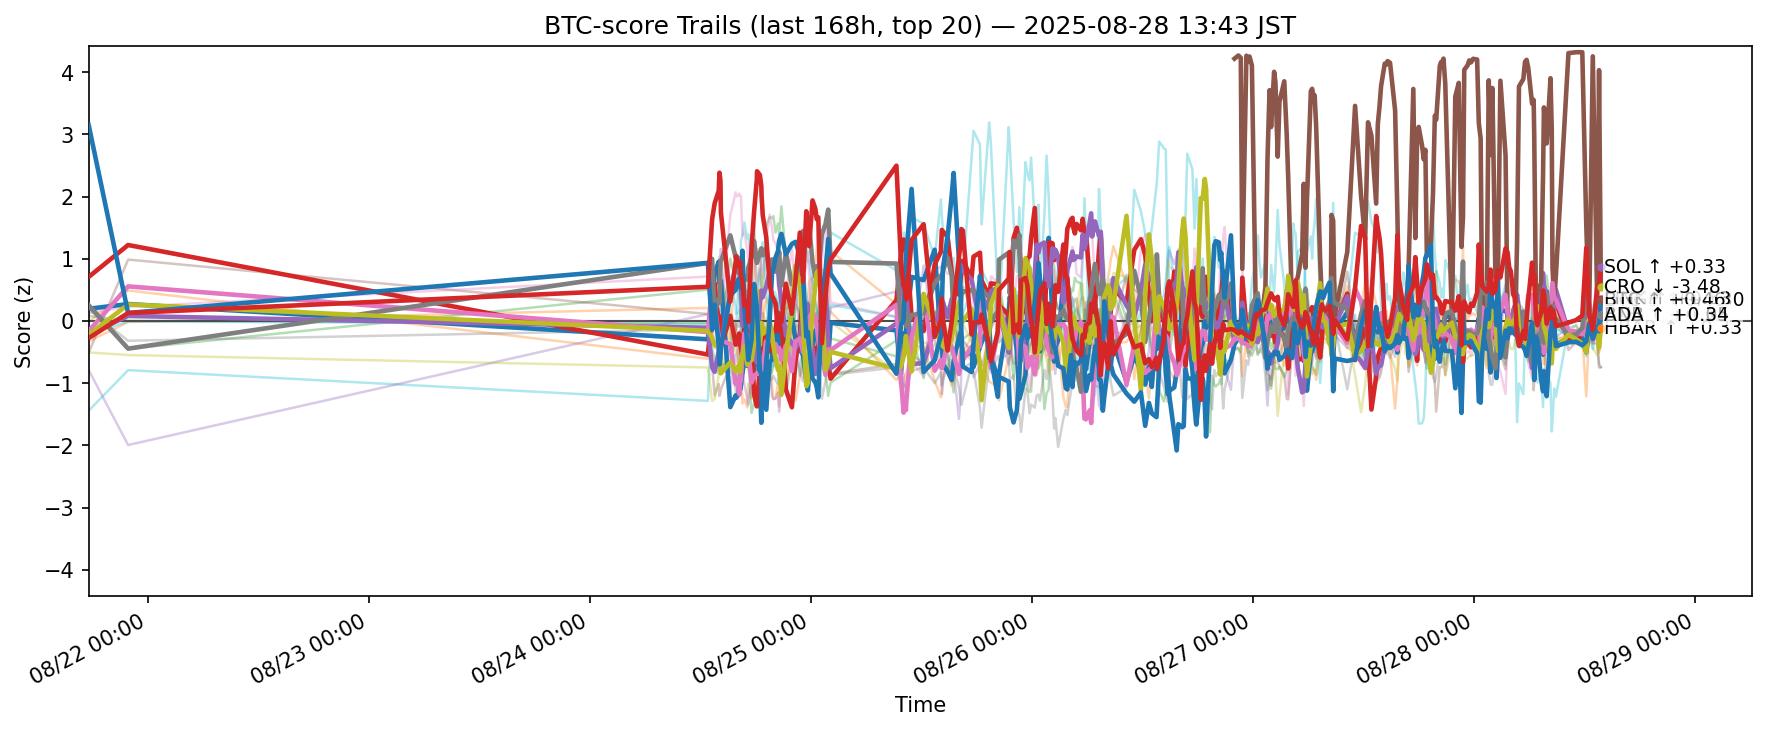 BTC-score Trails (last 168h, top 20) — 2025-08-28 13:43 JST
Score (z)
4
3
2
1
0
−1
−2
−3
−4
SOL ↑ +0.33
CRO ↓ -3.48
ADA ↑ +0.34
HBAR ↑ +0.33
08/22 00:00
08/23 00:00
08/24 00:00
08/25 00:00
08/26 00:00
08/27 00:00
08/28 00:00
08/29 00:00
Time